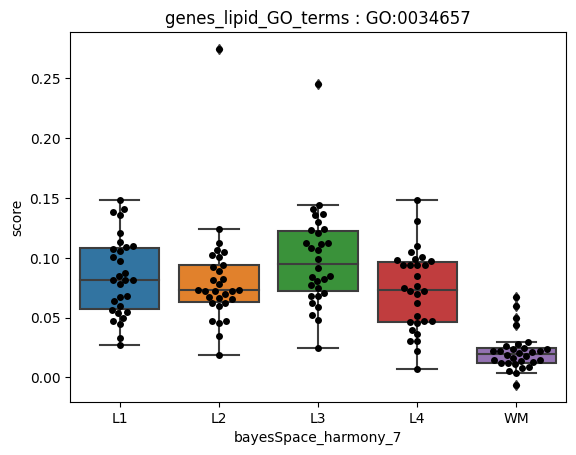 genes_lipid_GO_terms : GO:0034657
score
0.25
0.20
0.15
0.10
0.05
0.00
L1 L2 L3 L4 WM
bayesSpace_harmony_7